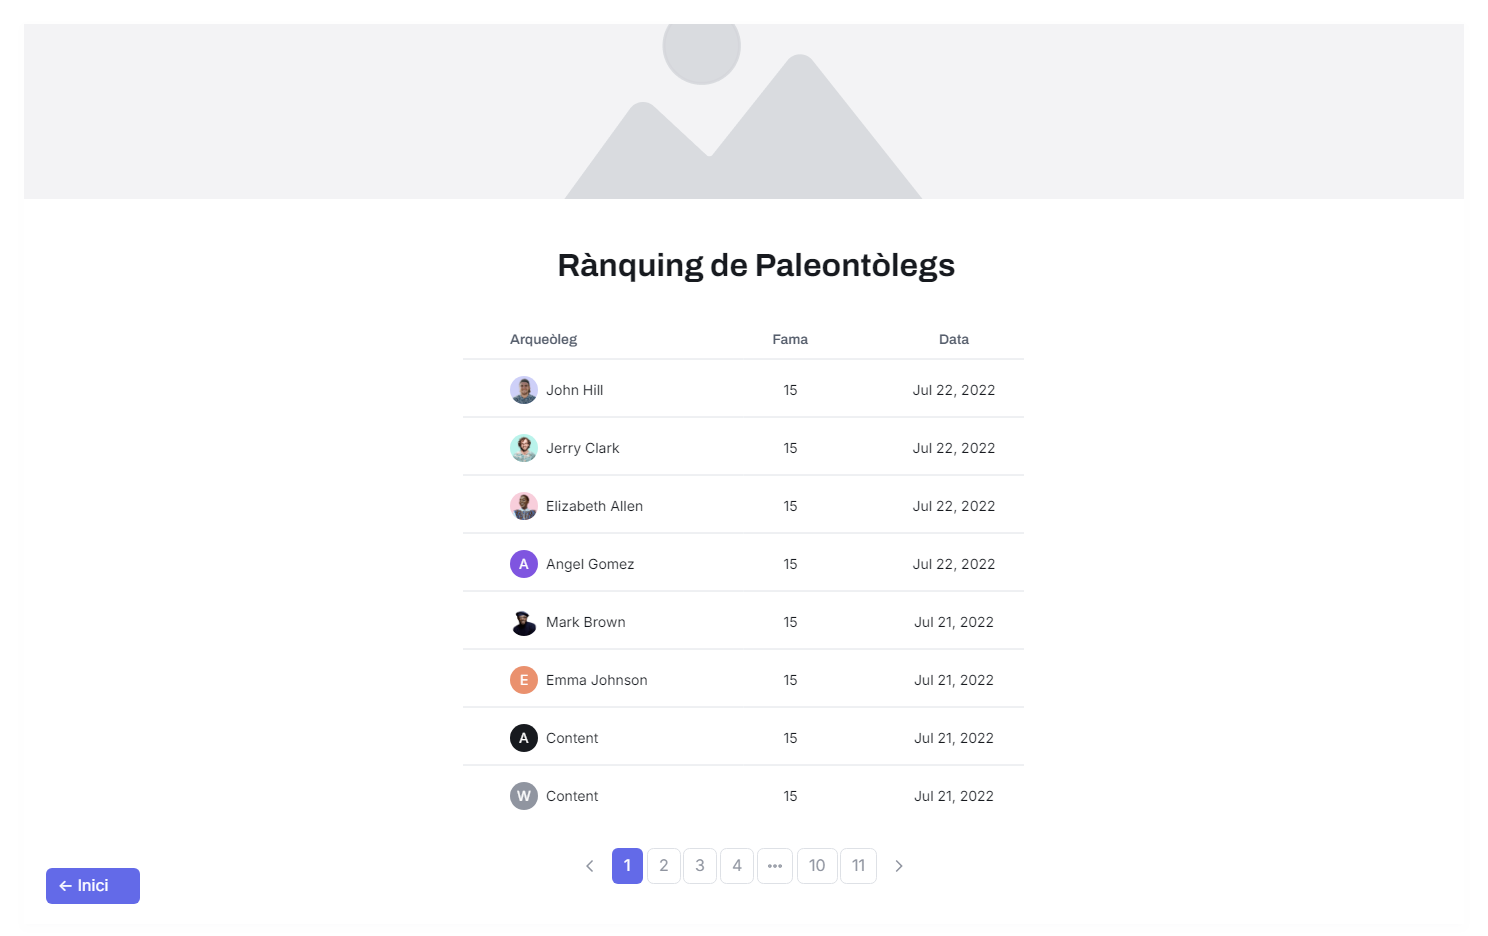 Rànquing de Paleontòlegs
Arqueòleg Fama Data
John Hill 15 Jul 22, 2022
Jerry Clark 15 Jul 22, 2022
Elizabeth Allen 15 Jul 22, 2022
A Angel Gomez 15 Jul 22, 2022
Mark Brown 15 Jul 21, 2022
E Emma Johnson 15 Jul 21, 2022
A Content 15 Jul 21, 2022
W Content 15 Jul 21, 2022
1 2 3 4 ••• 10 11
← Inici